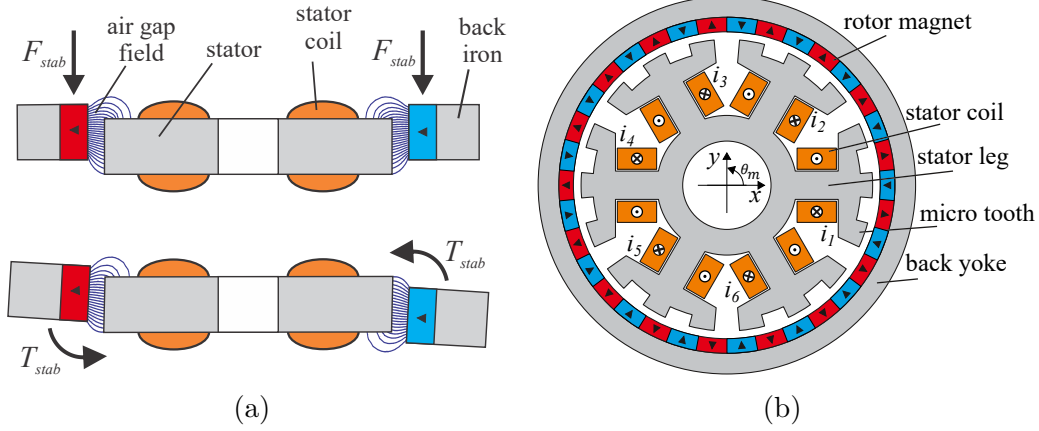 F_stab
air gap
field
stator
stator
coil
F_stab
back
iron
T_stab
T_stab
(a)
rotor magnet
stator coil
stator leg
micro tooth
back yoke
i_3
i_2
i_4
y
θ_m
x
i_1
i_5
i_6
(b)